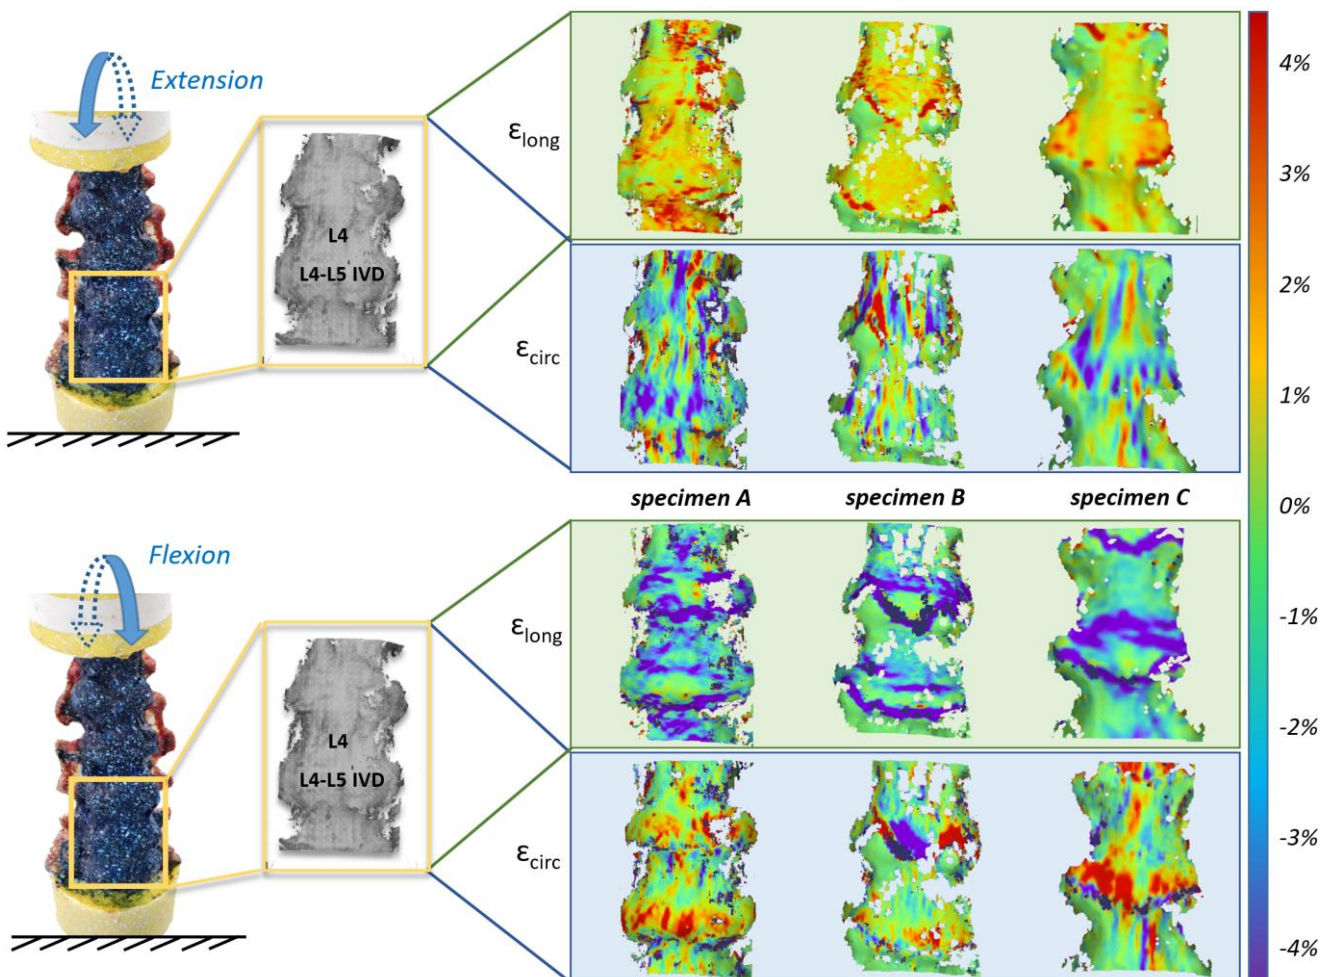 Extension
L4
L4-L5 IVD
εlong
εcirc
specimen A
specimen B
specimen C
Flexion
L4
L4-L5 IVD
εlong
εcirc
4%
3%
2%
1%
0%
-1%
-2%
-3%
-4%